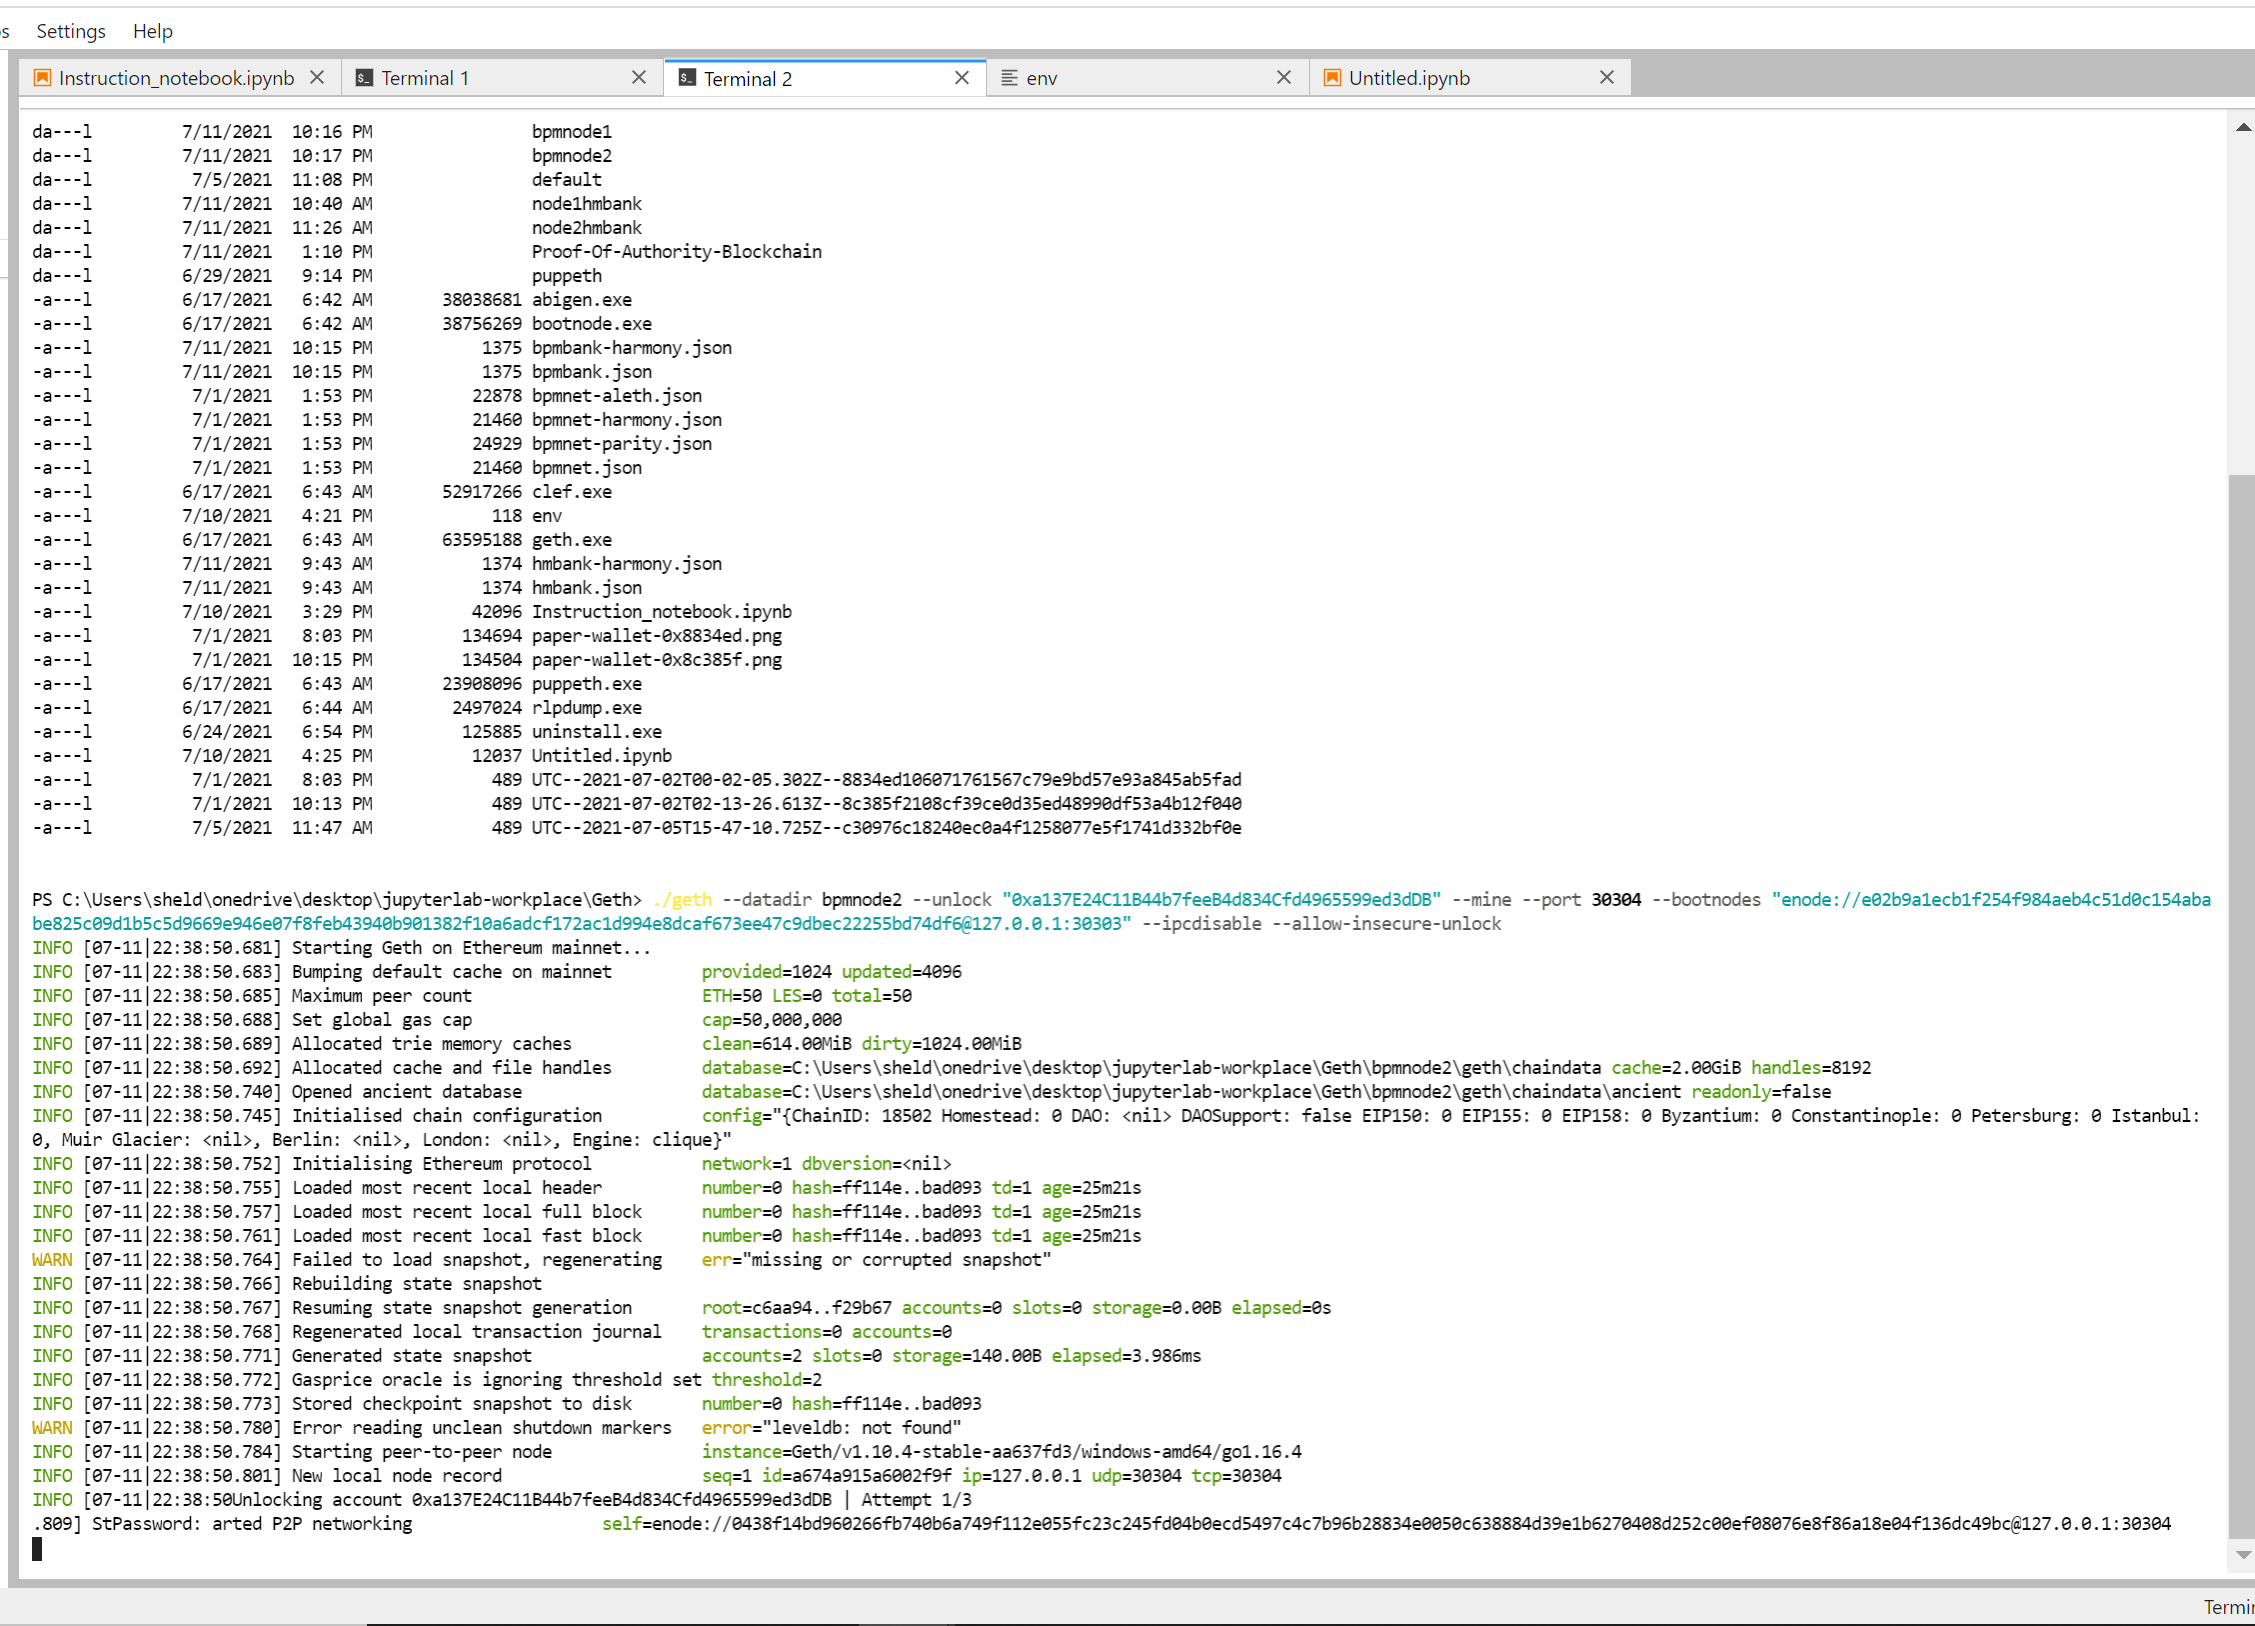 s Settings Help
Instruction_notebook.ipynb Terminal 1 Terminal 2 env Untitled.ipynb
da---l 7/11/2021 10:16 PM bpmnode1
da---l 7/11/2021 10:17 PM bpmnode2
da---l 7/5/2021 11:08 PM default
da---l 7/11/2021 10:40 AM node1hmbank
da---l 7/11/2021 11:26 AM node2hmbank
da---l 7/11/2021 1:10 PM Proof-Of-Authority-Blockchain
da---l 6/29/2021 9:14 PM puppeth
-a---l 6/17/2021 6:42 AM 38038681 abigen.exe
-a---l 6/17/2021 6:42 AM 38756269 bootnode.exe
-a---l 7/11/2021 10:15 PM 1375 bpmbank-harmony.json
-a---l 7/11/2021 10:15 PM 1375 bpmbank.json
-a---l 7/1/2021 1:53 PM 22878 bpmnet-aleth.json
-a---l 7/1/2021 1:53 PM 21460 bpmnet-harmony.json
-a---l 7/1/2021 1:53 PM 24929 bpmnet-parity.json
-a---l 7/1/2021 1:53 PM 21460 bpmnet.json
-a---l 6/17/2021 6:43 AM 52917266 clef.exe
-a---l 7/10/2021 4:21 PM 118 env
-a---l 6/17/2021 6:43 AM 63595188 geth.exe
-a---l 7/11/2021 9:43 AM 1374 hmbank-harmony.json
-a---l 7/11/2021 9:43 AM 1374 hmbank.json
-a---l 7/10/2021 3:29 PM 42096 Instruction_notebook.ipynb
-a---l 7/1/2021 8:03 PM 134694 paper-wallet-0x8834ed.png
-a---l 7/1/2021 10:15 PM 134504 paper-wallet-0x8c385f.png
-a---l 6/17/2021 6:43 AM 23908096 puppeth.exe
-a---l 6/17/2021 6:44 AM 2497024 rlpdump.exe
-a---l 6/24/2021 6:54 PM 125885 uninstall.exe
-a---l 7/10/2021 4:25 PM 12037 Untitled.ipynb
-a---l 7/1/2021 8:03 PM 489 UTC--2021-07-02T00-02-05.302Z--8834ed106071761567c79e9bd57e93a845ab5fad
-a---l 7/1/2021 10:13 PM 489 UTC--2021-07-02T02-13-26.613Z--8c385f2108cf39ce0d35ed48990df53a4b12f040
-a---l 7/5/2021 11:47 AM 489 UTC--2021-07-05T15-47-10.725Z--c30976c18240ec0a4f1258077e5f1741d332bf0e
PS C:\Users\sheld\onedrive\desktop\jupyterlab-workplace\Geth> ./geth --datadir bpmnode2 --unlock "0xa137E24C11B44b7feeB4d834Cfd4965599ed3dDB" --mine --port 30304 --bootnodes "enode://e02b9a1ecb1f254f984aeb4c51d0c154aba
be825c09d1b5c5d9669e946e07f8feb43940b901382f10a6adcf172ac1d994e8dcaf673ee47c9dbec22255bd74df6@127.0.0.1:30303" --ipcdisable --allow-insecure-unlock
INFO [07-11|22:38:50.681] Starting Geth on Ethereum mainnet...
INFO [07-11|22:38:50.683] Bumping default cache on mainnet provided=1024 updated=4096
INFO [07-11|22:38:50.685] Maximum peer count ETH=50 LES=0 total=50
INFO [07-11|22:38:50.688] Set global gas cap cap=50,000,000
INFO [07-11|22:38:50.689] Allocated trie memory caches clean=614.00MiB dirty=1024.00MiB
INFO [07-11|22:38:50.692] Allocated cache and file handles database=C:\Users\sheld\onedrive\desktop\jupyterlab-workplace\Geth\bpmnode2\geth\chaindata cache=2.00GiB handles=8192
INFO [07-11|22:38:50.740] Opened ancient database database=C:\Users\sheld\onedrive\desktop\jupyterlab-workplace\Geth\bpmnode2\geth\chaindata\ancient readonly=false
INFO [07-11|22:38:50.745] Initialised chain configuration config="{ChainID: 18502 Homestead: 0 DAO: <nil> DAOSupport: false EIP150: 0 EIP155: 0 EIP158: 0 Byzantium: 0 Constantinople: 0 Petersburg: 0 Istanbul:
0, Muir Glacier: <nil>, Berlin: <nil>, London: <nil>, Engine: clique}"
INFO [07-11|22:38:50.752] Initialising Ethereum protocol network=1 dbversion=<nil>
INFO [07-11|22:38:50.755] Loaded most recent local header number=0 hash=ff114e..bad093 td=1 age=25m21s
INFO [07-11|22:38:50.757] Loaded most recent local full block number=0 hash=ff114e..bad093 td=1 age=25m21s
INFO [07-11|22:38:50.761] Loaded most recent local fast block number=0 hash=ff114e..bad093 td=1 age=25m21s
WARN [07-11|22:38:50.764] Failed to load snapshot, regenerating err="missing or corrupted snapshot"
INFO [07-11|22:38:50.766] Rebuilding state snapshot
INFO [07-11|22:38:50.767] Resuming state snapshot generation root=c6aa94..f29b67 accounts=0 slots=0 storage=0.00B elapsed=0s
INFO [07-11|22:38:50.768] Regenerated local transaction journal transactions=0 accounts=0
INFO [07-11|22:38:50.771] Generated state snapshot accounts=2 slots=0 storage=140.00B elapsed=3.986ms
INFO [07-11|22:38:50.772] Gasprice oracle is ignoring threshold set threshold=2
INFO [07-11|22:38:50.773] Stored checkpoint snapshot to disk number=0 hash=ff114e..bad093
WARN [07-11|22:38:50.780] Error reading unclean shutdown markers error="leveldb: not found"
INFO [07-11|22:38:50.784] Starting peer-to-peer node instance=Geth/v1.10.4-stable-aa637fd3/windows-amd64/go1.16.4
INFO [07-11|22:38:50.801] New local node record seq=1 id=a674a915a6002f9f ip=127.0.0.1 udp=30304 tcp=30304
INFO [07-11|22:38:50Unlocking account 0xa137E24C11B44b7feeB4d834Cfd4965599ed3dDB | Attempt 1/3
.809] StPassword: arted P2P networking self=enode://0438f14bd960266fb740b6a749f112e055fc23c245fd04b0ecd5497c4c7b96b28834e0050c638884d39e1b6270408d252c00ef08076e8f86a18e04f136dc49bc@127.0.0.1:30304
Termin